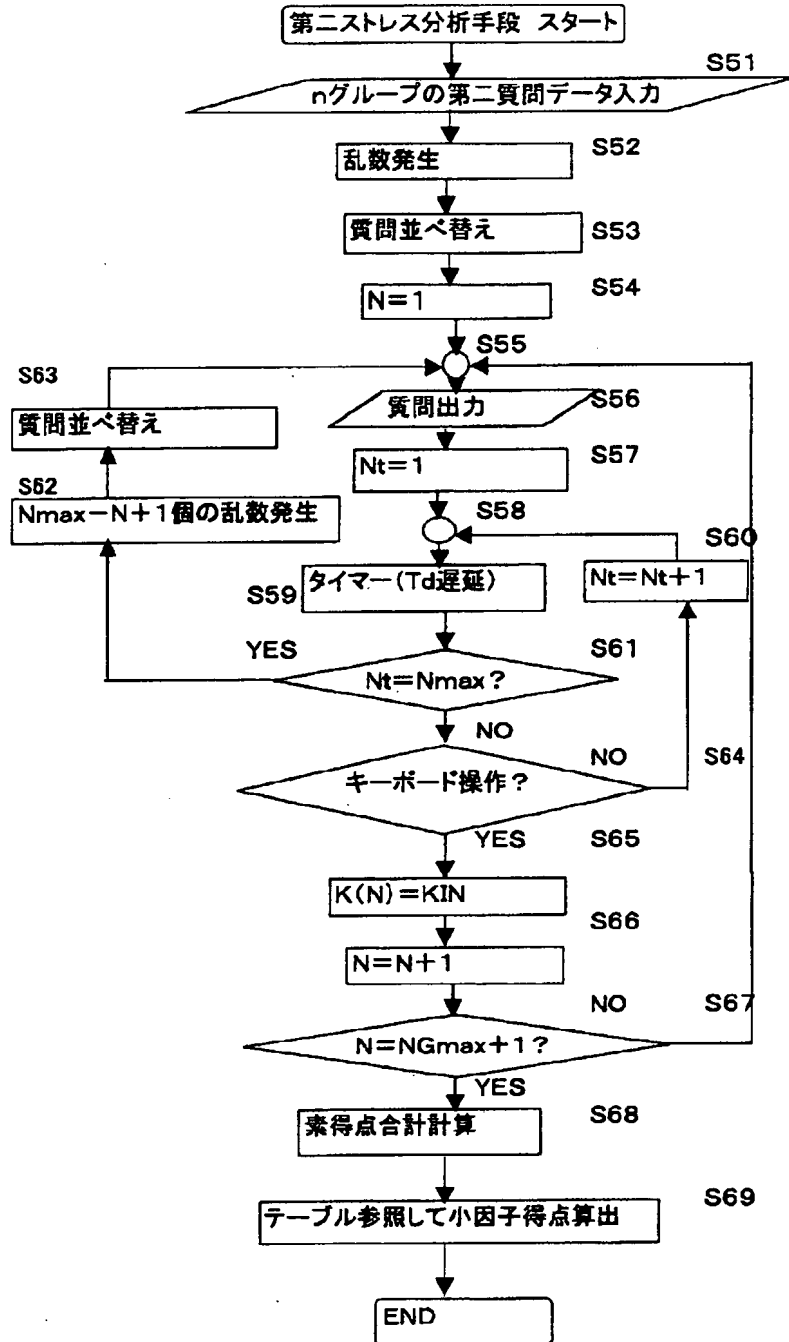 第二ストレス分析手段 スタート
S51
nグループの第二質問データ入力
S52
乱数発生
S53
質問並べ替え
S54
N=1
S55
S63
質問並べ替え
S56
質問出力
S57
Nt=1
S62
Nmax-N+1個の乱数発生
S58
S60
Nt=Nt+1
S59
タイマー(Td遅延)
YES
S61
Nt=Nmax?
NO
NO
S64
キーボード操作?
YES
S65
K(N)=KIN
S66
N=N+1
NO
S67
N=NGmax+1?
YES
S68
素得点合計計算
S69
テーブル参照して小因子得点算出
END